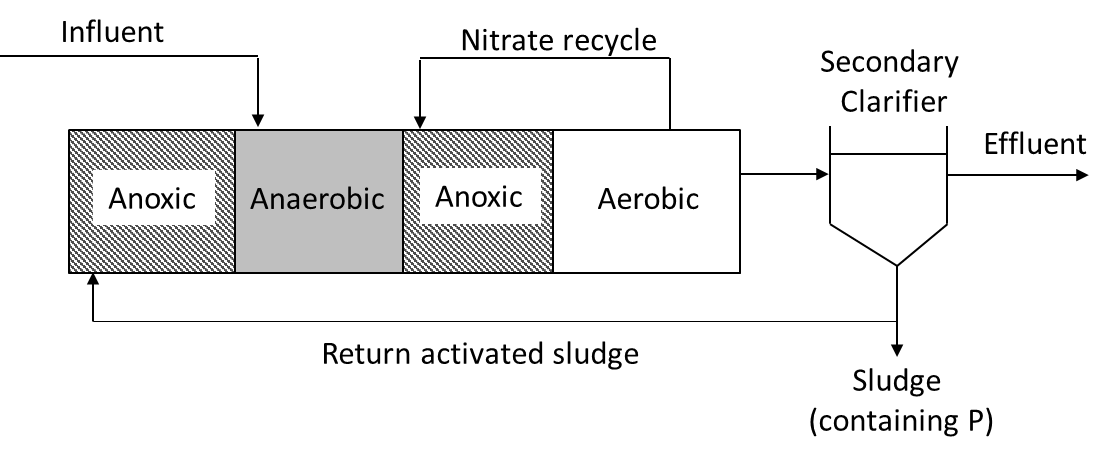 Influent
Nitrate recycle
Secondary
Clarifier
Effluent
Anoxic
Anaerobic
Anoxic
Aerobic
Return activated sludge
Sludge
(containing P)